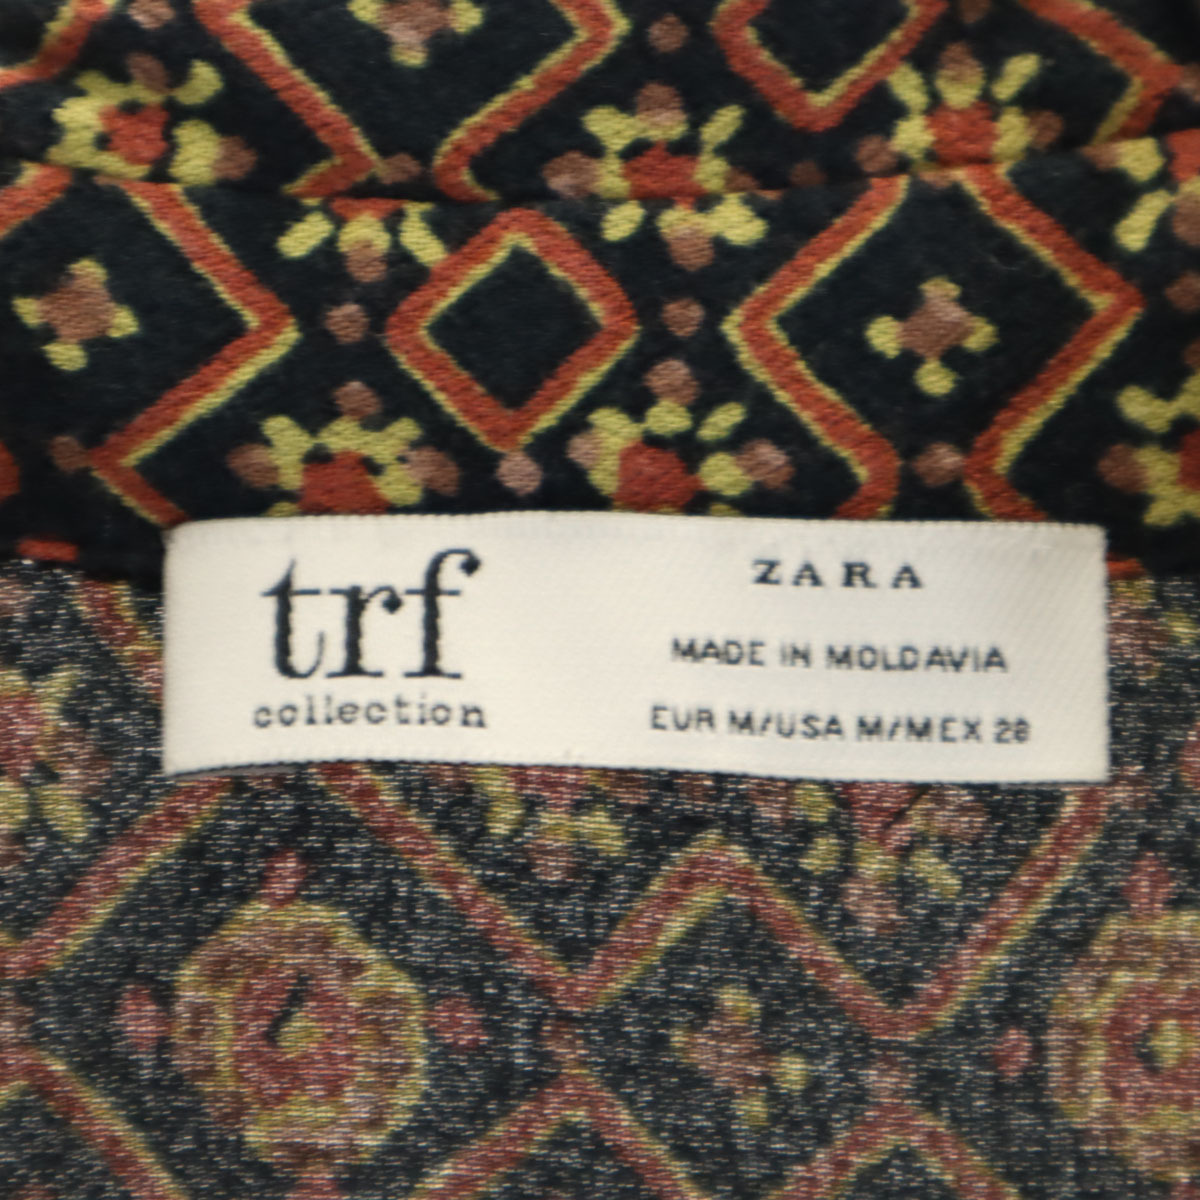 trf
collection
ZARA
MADE IN MOLDAVIA
EUR M/USA M/MEX 28